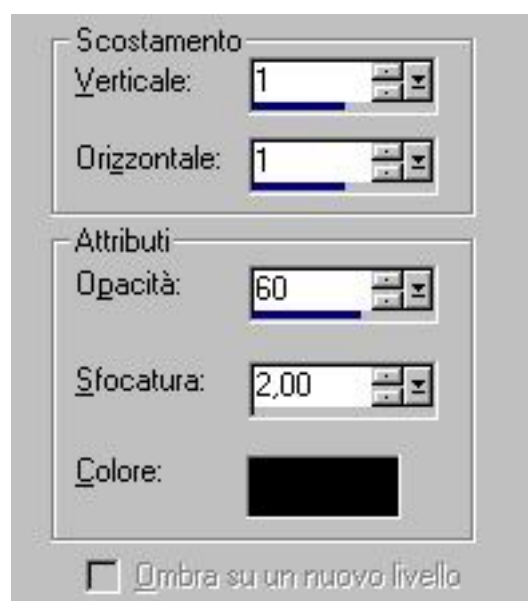 Scostamento
Verticale: 1
Orizzontale: 1
Attributi
Opacità: 60
Sfocatura: 2,00
Colore:
Ombra su un nuovo livello